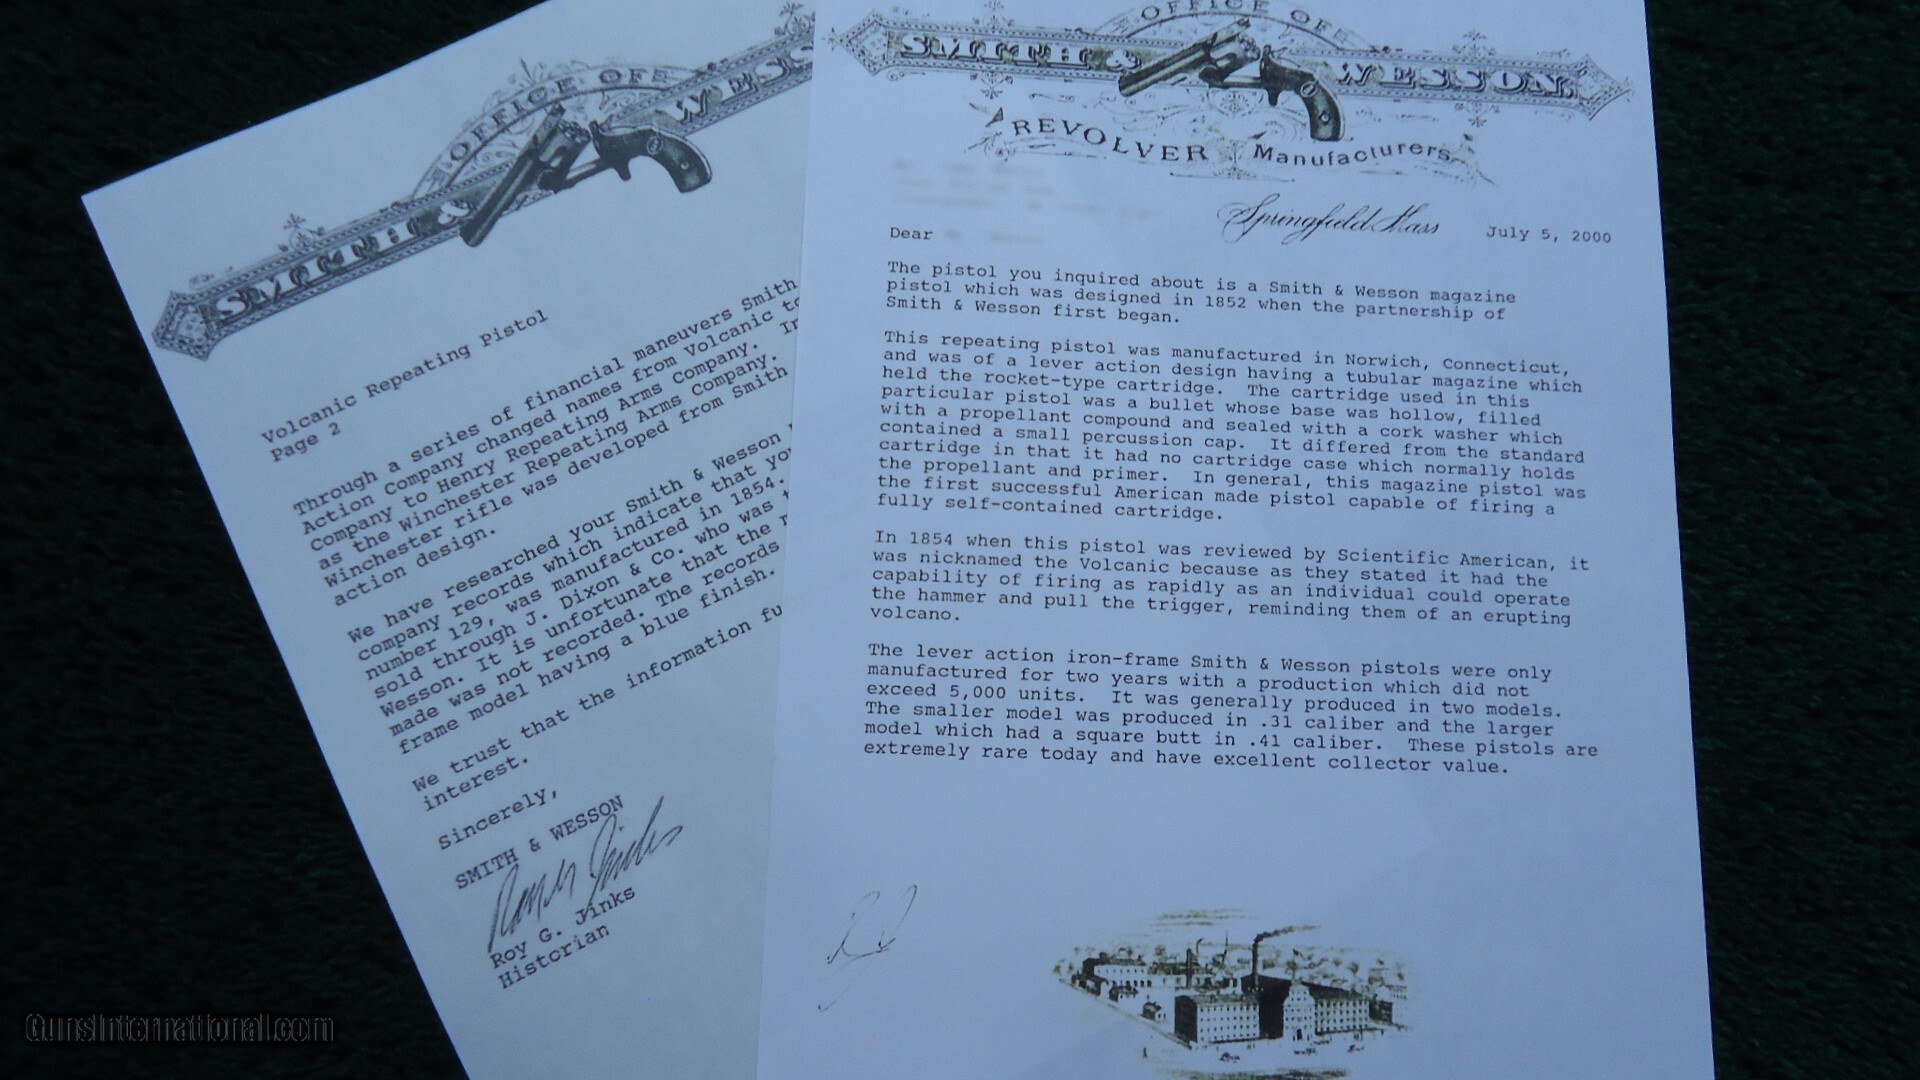 OFFICE OF
SMITH & WESS
Volcanic Repeating Pistol
Page 2
Through a series of financial maneuvers Smith
Action Company changed names from Volcanic to
Company to Henry Repeating Arms Company. In
as the Winchester Repeating Arms Company.
Winchester rifle was developed from Smith
action design.
We have researched your Smith & Wesson
company records which indicate that you
number 129, was manufactured in 1854.
sold through J. Dixon & Co. who was
Wesson. It is unfortunate that the
made was not recorded. The records
frame model having a blue finish.
We trust that the information fu
interest.
Sincerely,
SMITH & WESSON
Roy G. Jinks
Roy G. Jinks
Historian
OFFICE OF
SMITH & WESSON.
REVOLVER Manufacturers
Springfield Mass
July 5, 2000
Dear
The pistol you inquired about is a Smith & Wesson magazine
pistol which was designed in 1852 when the partnership of
Smith & Wesson first began.
This repeating pistol was manufactured in Norwich, Connecticut,
and was of a lever action design having a tubular magazine which
held the rocket-type cartridge. The cartridge used in this
particular pistol was a bullet whose base was hollow, filled
with a propellant compound and sealed with a cork washer which
contained a small percussion cap. It differed from the standard
cartridge in that it had no cartridge case which normally holds
the propellant and primer. In general, this magazine pistol was
the first successful American made pistol capable of firing a
fully self-contained cartridge.
In 1854 when this pistol was reviewed by Scientific American, it
was nicknamed the Volcanic because as they stated it had the
capability of firing as rapidly as an individual could operate
the hammer and pull the trigger, reminding them of an erupting
volcano.
The lever action iron-frame Smith & Wesson pistols were only
manufactured for two years with a production which did not
exceed 5,000 units. It was generally produced in two models.
The smaller model was produced in .31 caliber and the larger
model which had a square butt in .41 caliber. These pistols are
extremely rare today and have excellent collector value.
GunsInternational.com